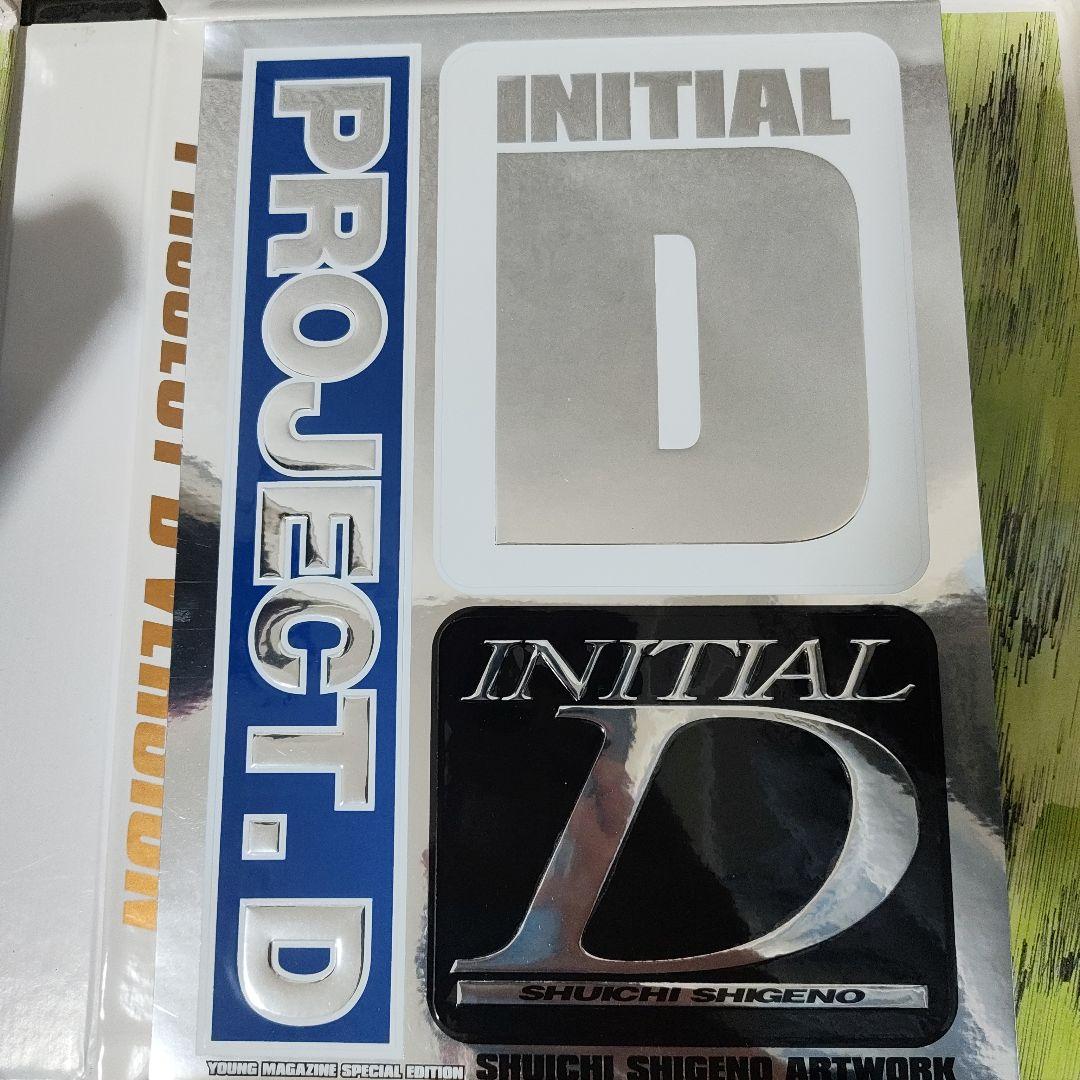 PROJECT.D
INITIAL
D
INITIAL
D
SHUICHI SHIGENO
YOUNG MAGAZINE SPECIAL EDITION
SHUICHI SHIGENO ARTWORK